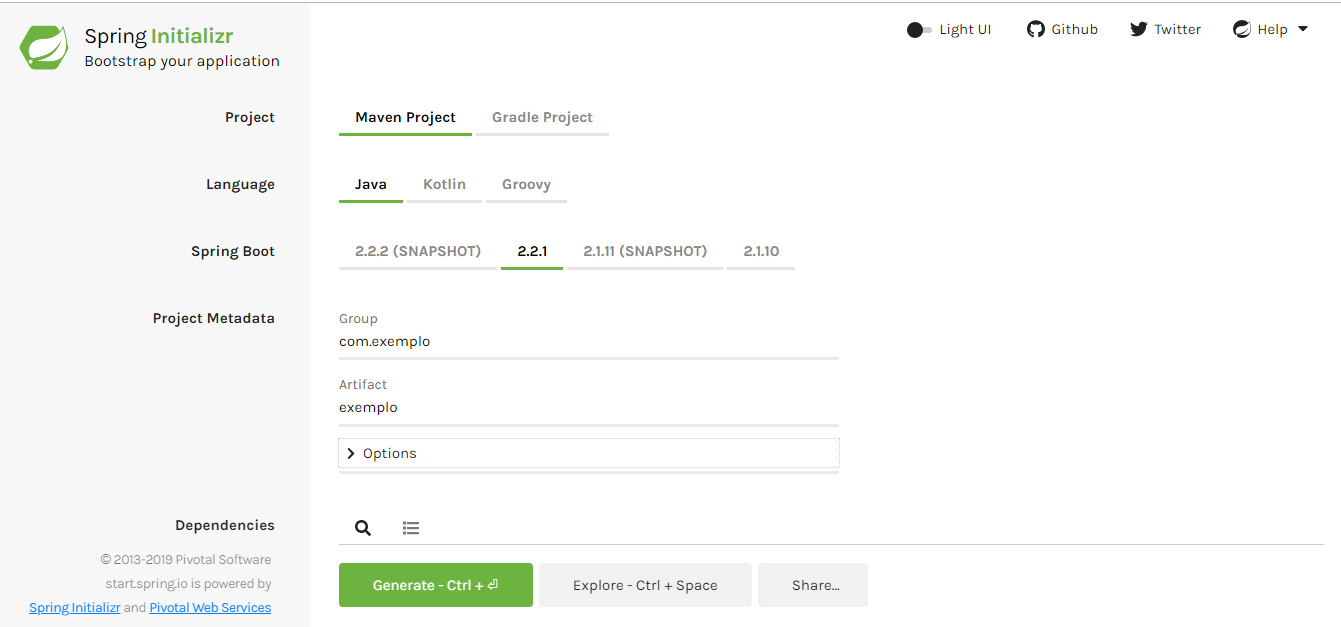 Spring Initializr
Bootstrap your application
Light UI
Github
Twitter
Help
Project
Maven Project
Gradle Project
Language
Java
Kotlin
Groovy
Spring Boot
2.2.2 (SNAPSHOT)
2.2.1
2.1.11 (SNAPSHOT)
2.1.10
Project Metadata
Group
com.exemplo
Artifact
exemplo
Options
Dependencies
© 2013-2019 Pivotal Software
start.spring.io is powered by
Spring Initializr and Pivotal Web Services
Generate - Ctrl + ⏎
Explore - Ctrl + Space
Share...